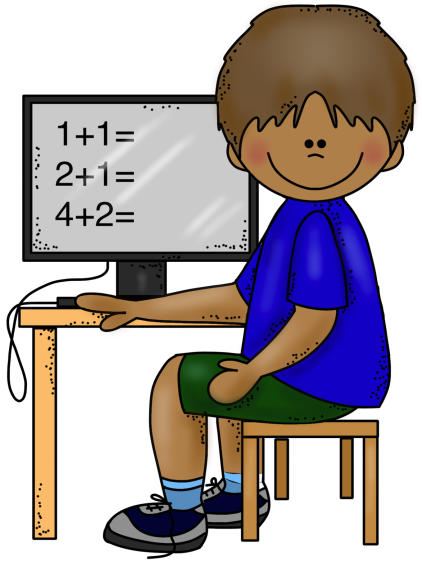 1+1=
2+1=
4+2=